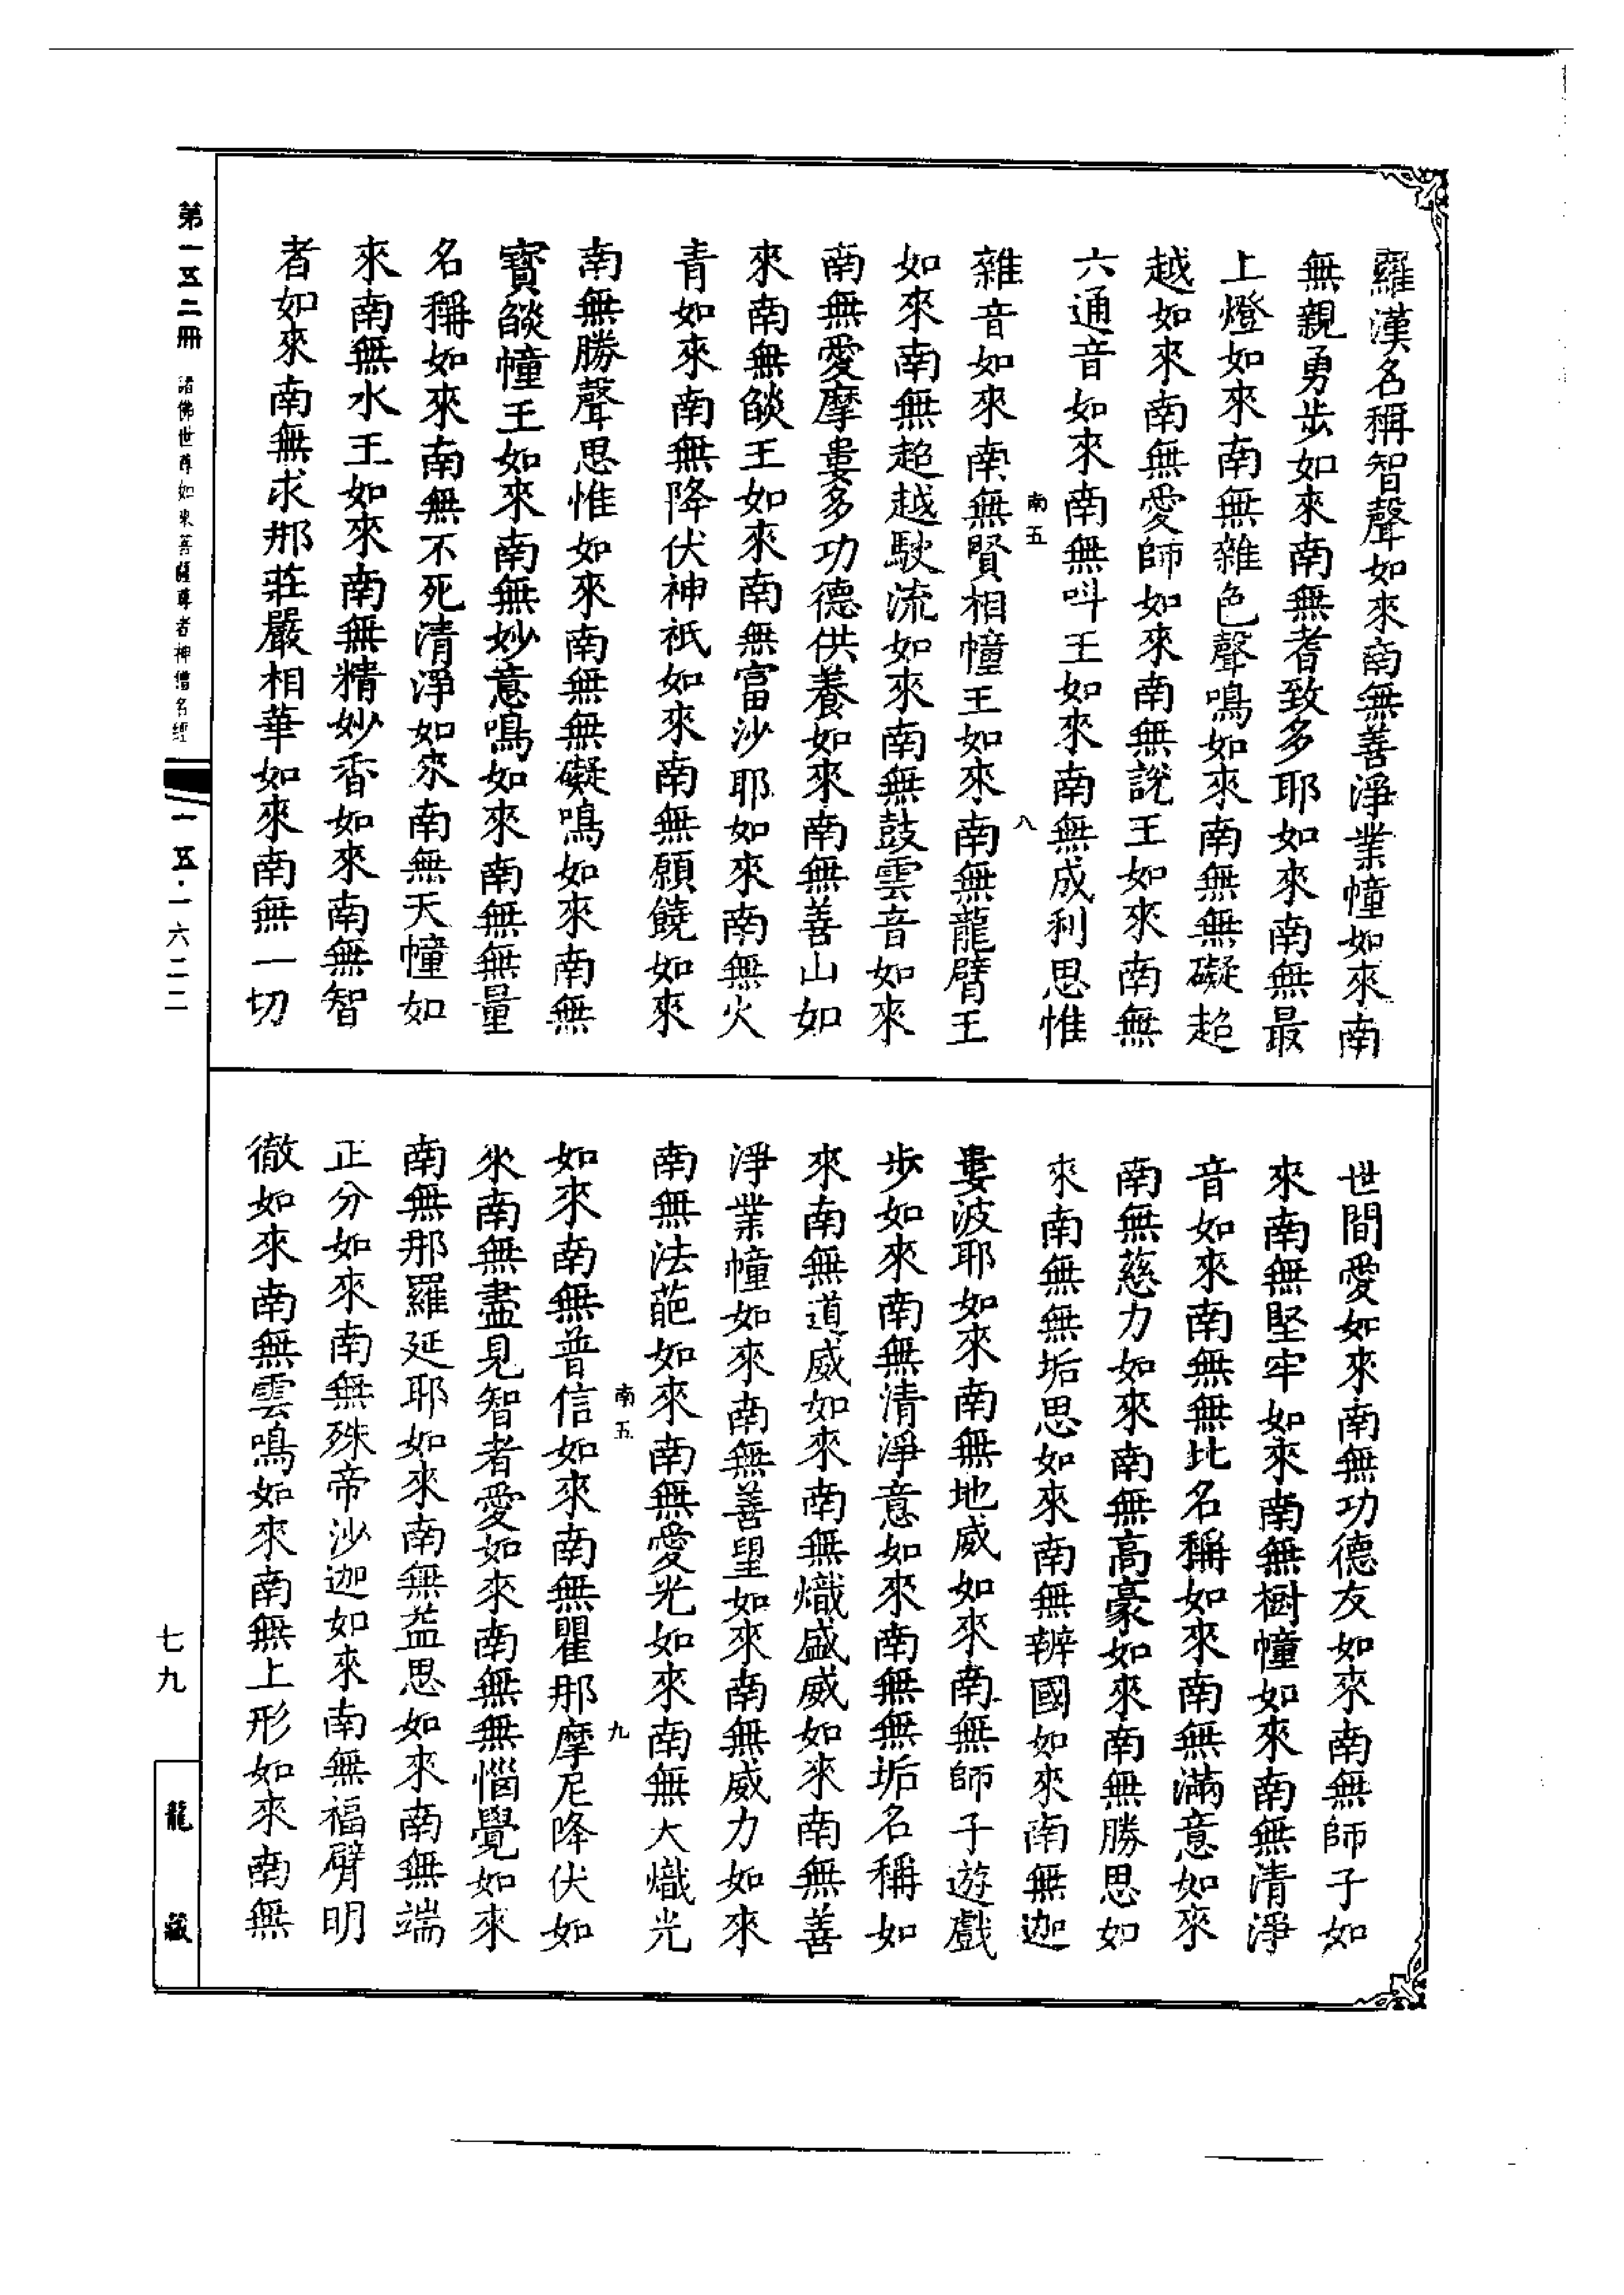 羅漢名稱智聲如來南無善淨業幢如來南
無親勇步如來南無耆致多耶如來南無最
上燈如來南無雜色聲鳴如來南無無礙超
越如來南無愛師如來南無說王如來南無
六通音如來南無呌王如來南無成利思惟
南五
八
雜音如來南無賢相幢王如來南無龍臂王
如來南無超越駛流如來南無鼓雲音如來
南無愛摩婁多功德供養如來南無善山如
來南無燄王如來南無富沙耶如來南無火
青如來南無降伏神祇如來南無願饒如來
南無勝聲思惟如來南無無礙鳴如來南無
寶燄幢王如來南無妙意鳴如來南無無量
名稱如來南無不死清淨如來南無天幢如
來南無水王如來南無精妙香如來南無智
者如來南無求那莊嚴相華如來南無一切
世間愛如來南無功德友如來南無師子如
來南無堅牢如來南無樹幢如來南無清淨
音如來南無無比名稱如來南無滿意如來
南無慈力如來南無高豪如來南無勝思如
來南無無垢思如來南無辨國如來南無迦
婁波耶如來南無地威如來南無師子遊戲
步如來南無清淨意如來南無無垢名稱如
來南無道威如來南無熾盛威如來南無善
淨業幢如來南無善望如來南無威力如來
南無法葩如來南無愛光如來南無大熾光
南五
九
如來南無普信如來南無瞿那摩尼降伏如
來南無盡見智者愛如來南無無惱覺如來
南無那羅延耶如來南無益思如來南無端
正分如來南無殊帝沙迦如來南無福臂明
徹如來南無雲鳴如來南無上形如來南無
第一五二冊
諸佛世尊如來菩薩尊者神僧名經
一五·一六二二
七九
龍藏